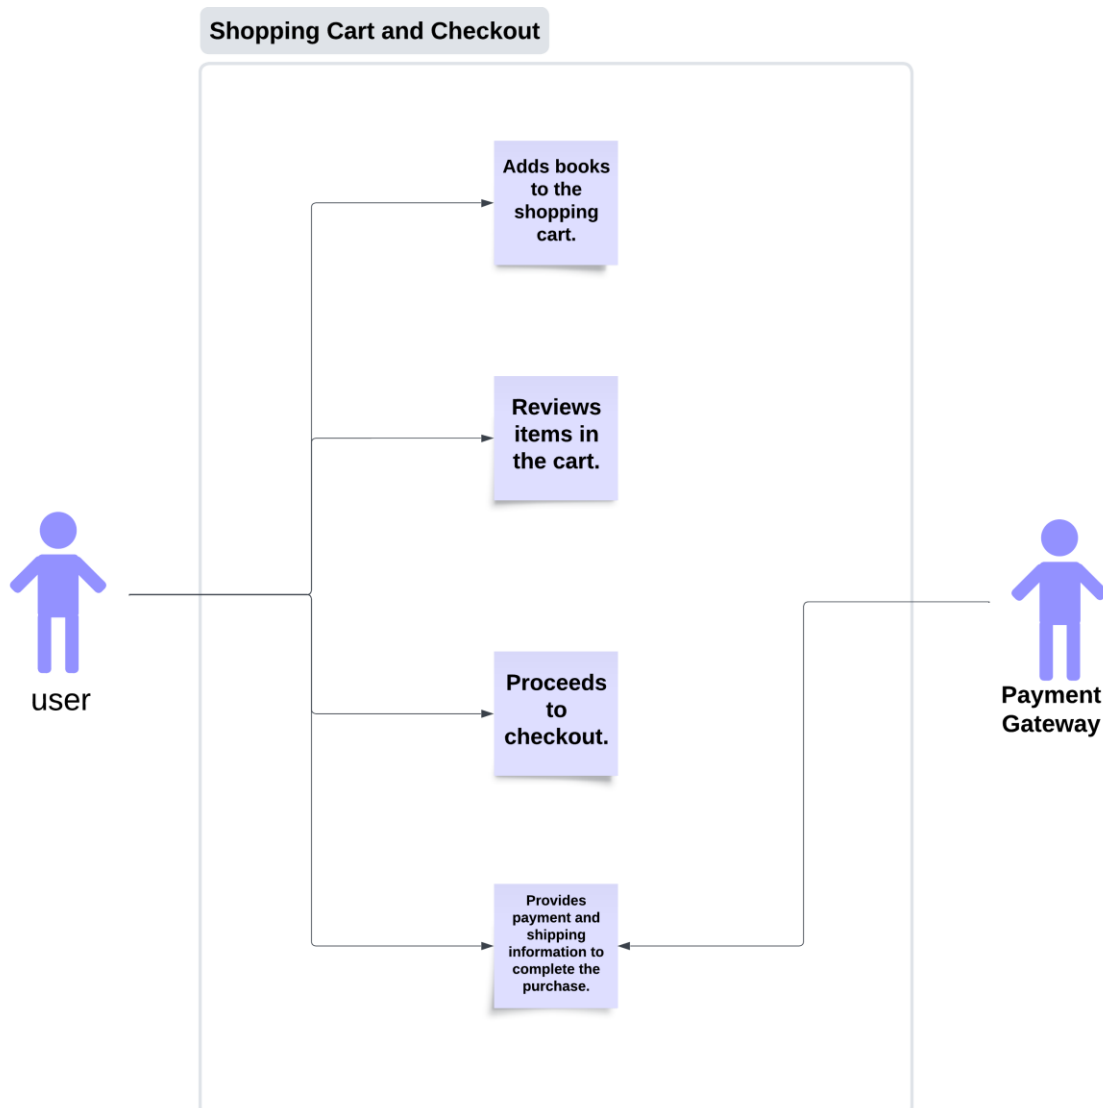 Shopping Cart and Checkout
Adds books
to the
shopping
cart.
Reviews
items in
the cart.
user
Proceeds
to
checkout.
Payment
Gateway
Provides
payment and
shipping
information to
complete the
purchase.